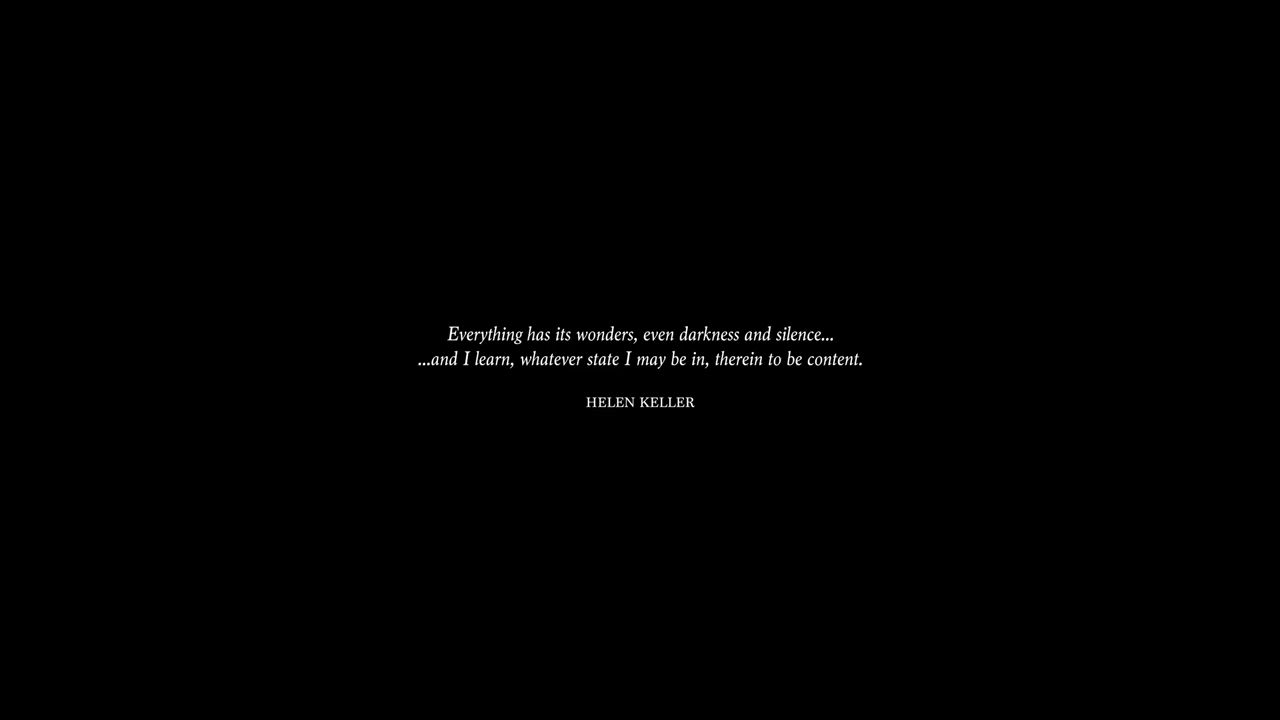 Everything has its wonders, even darkness and silence...
...and I learn, whatever state I may be in, therein to be content.
HELEN KELLER